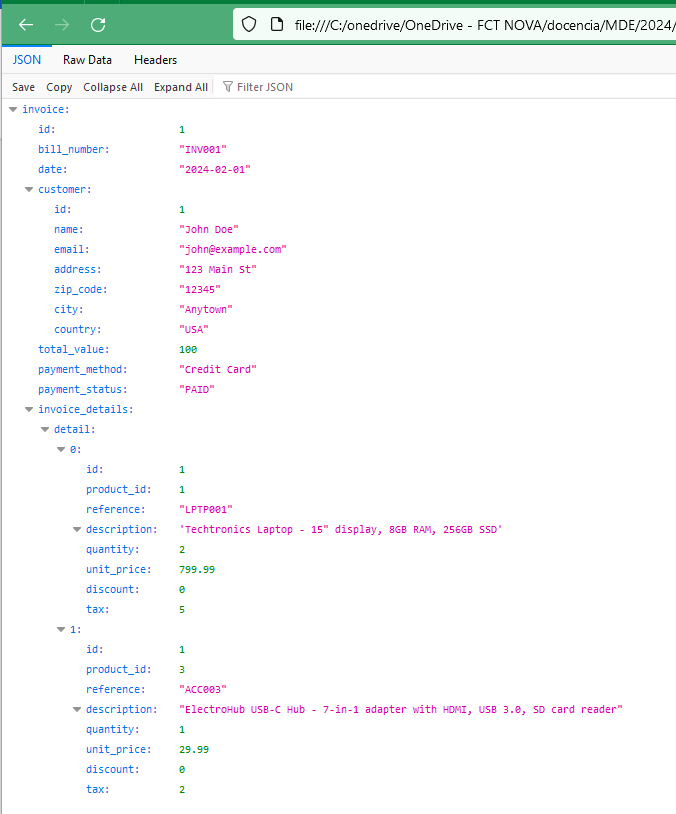 file:///C:/onedrive/OneDrive - FCT NOVA/docencia/MDE/2024/
JSON Raw Data Headers
Save Copy Collapse All Expand All Filter JSON
invoice:
id: 1
bill_number: "INV001"
date: "2024-02-01"
customer:
id: 1
name: "John Doe"
email: "john@example.com"
address: "123 Main St"
zip_code: "12345"
city: "Anytown"
country: "USA"
total_value: 100
payment_method: "Credit Card"
payment_status: "PAID"
invoice_details:
detail:
0:
id: 1
product_id: 1
reference: "LPTP001"
description: 'Techtronics Laptop - 15" display, 8GB RAM, 256GB SSD'
quantity: 2
unit_price: 799.99
discount: 0
tax: 5
1:
id: 1
product_id: 3
reference: "ACC003"
description: "ElectroHub USB-C Hub - 7-in-1 adapter with HDMI, USB 3.0, SD card reader"
quantity: 1
unit_price: 29.99
discount: 0
tax: 2